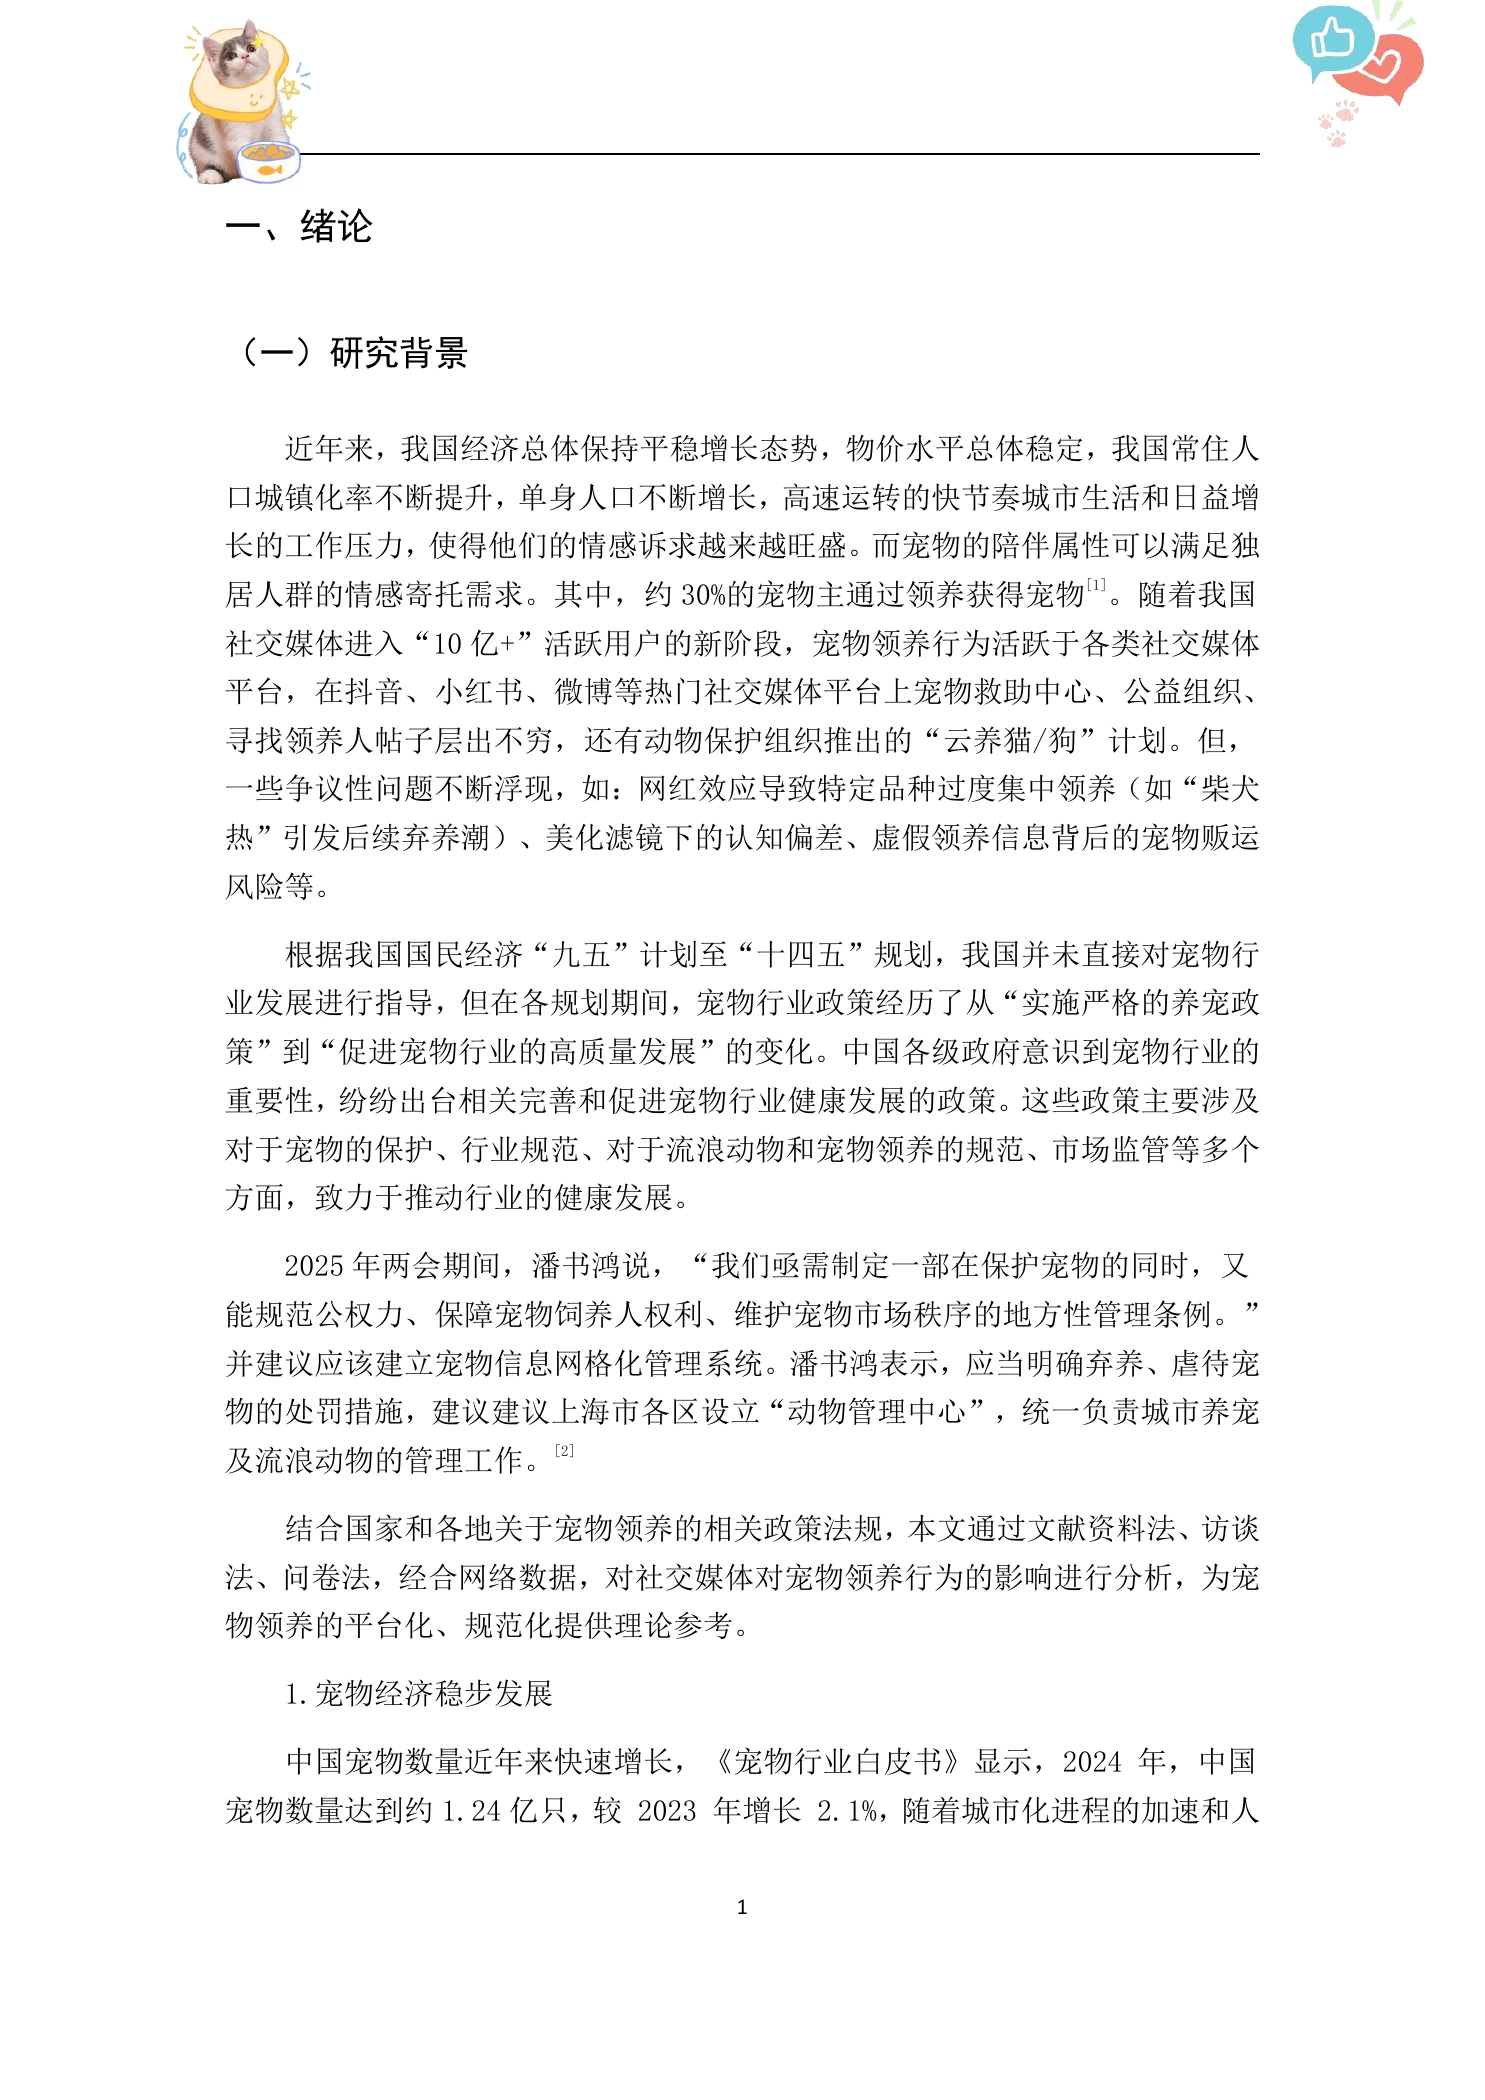 一、绪论
（一）研究背景
近年来，我国经济总体保持平稳增长态势，物价水平总体稳定，我国常住人
口城镇化率不断提升，单身人口不断增长，高速运转的快节奏城市生活和日益增
长的工作压力，使得他们的情感诉求越来越旺盛。而宠物的陪伴属性可以满足独
居人群的情感寄托需求。其中，约 30%的宠物主通过领养获得宠物[1]。随着我国
社交媒体进入“10 亿+”活跃用户的新阶段，宠物领养行为活跃于各类社交媒体
平台，在抖音、小红书、微博等热门社交媒体平台上宠物救助中心、公益组织、
寻找领养人帖子层出不穷，还有动物保护组织推出的“云养猫/狗”计划。但，
一些争议性问题不断浮现，如：网红效应导致特定品种过度集中领养（如“柴犬
热”引发后续弃养潮）、美化滤镜下的认知偏差、虚假领养信息背后的宠物贩运
风险等。
根据我国国民经济“九五”计划至“十四五”规划，我国并未直接对宠物行
业发展进行指导，但在各规划期间，宠物行业政策经历了从“实施严格的养宠政
策”到“促进宠物行业的高质量发展”的变化。中国各级政府意识到宠物行业的
重要性，纷纷出台相关完善和促进宠物行业健康发展的政策。这些政策主要涉及
对于宠物的保护、行业规范、对于流浪动物和宠物领养的规范、市场监管等多个
方面，致力于推动行业的健康发展。
2025 年两会期间，潘书鸿说，“我们亟需制定一部在保护宠物的同时，又
能规范公权力、保障宠物饲养人权利、维护宠物市场秩序的地方性管理条例。”
并建议应该建立宠物信息网格化管理系统。潘书鸿表示，应当明确弃养、虐待宠
物的处罚措施，建议建议上海市各区设立“动物管理中心”，统一负责城市养宠
及流浪动物的管理工作。[2]
结合国家和各地关于宠物领养的相关政策法规，本文通过文献资料法、访谈
法、问卷法，经合网络数据，对社交媒体对宠物领养行为的影响进行分析，为宠
物领养的平台化、规范化提供理论参考。
1.宠物经济稳步发展
中国宠物数量近年来快速增长，《宠物行业白皮书》显示，2024 年，中国
宠物数量达到约 1.24 亿只，较 2023 年增长 2.1%，随着城市化进程的加速和人
1